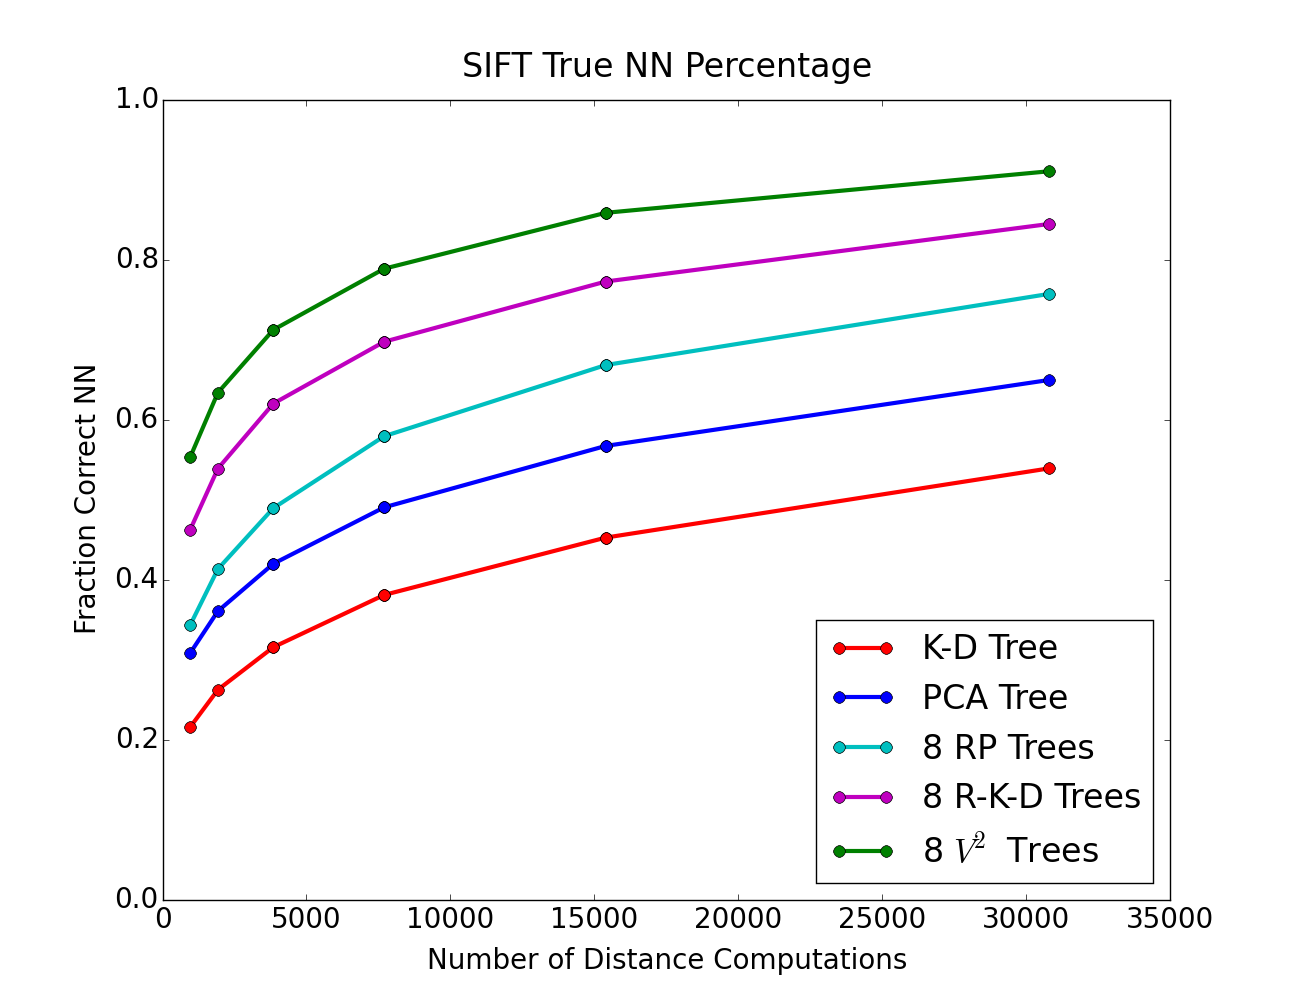 SIFT True NN Percentage
1.0
0.8
0.6
0.4
0.2
0.0
Fraction Correct NN
0 5000 10000 15000 20000 25000 30000 35000
Number of Distance Computations
K-D Tree
PCA Tree
8 RP Trees
8 R-K-D Trees
8 V² Trees